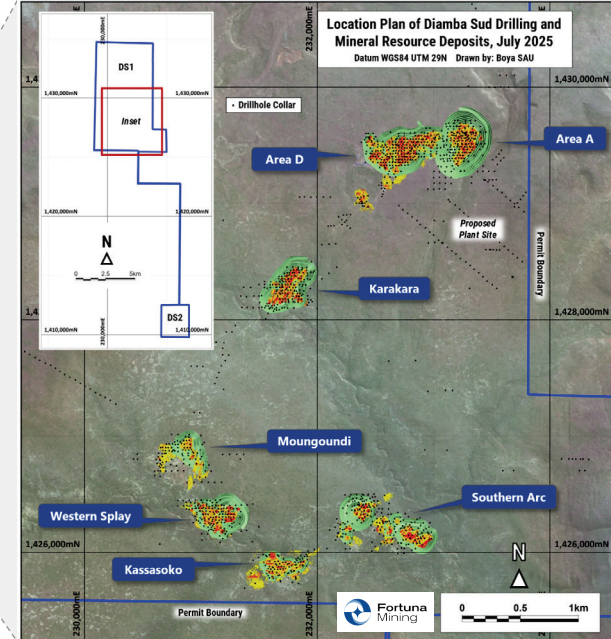 Location Plan of Diamba Sud Drilling and
Mineral Resource Deposits, July 2025
Datum WGS84 UTM 29N Drawn by: Boya SAU
230,000mE
DS1
1,430,000mN
1,430,000mN
Inset
1,420,000mN
1,420,000mN
N
0 2.5 5km
DS2
1,410,000mN
1,410,000mN
230,000mE
232,000mE
1,430,000mN
Drillhole Collar
Area D
Area A
Proposed
Plant Site
Permit Boundary
Karakara
1,428,000mN
Moungoundi
Western Splay
Southern Arc
1,426,000mN
1,426,000mN
Kassasoko
N
Permit Boundary
230,000mE
232,000mE
Fortuna
Mining
0 0.5 1km